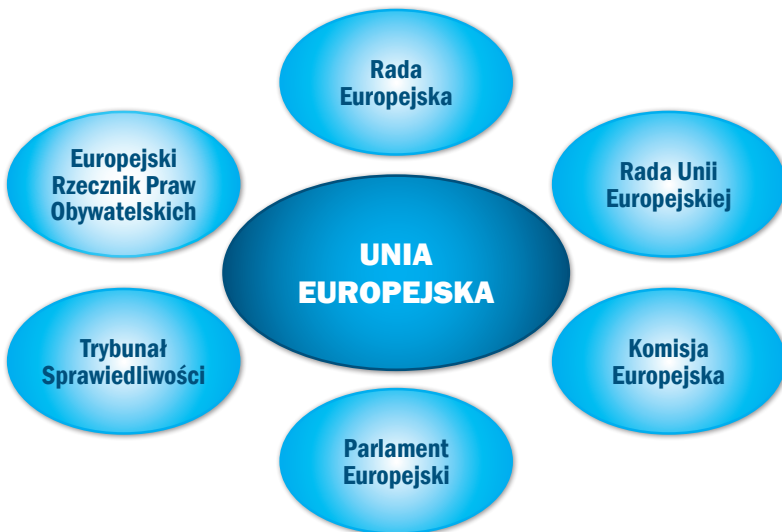 Rada
Europejska
Europejski
Rzecznik Praw
Obywatelskich
Rada Unii
Europejskiej
UNIA
EUROPEJSKA
Trybunał
Sprawiedliwości
Komisja
Europejska
Parlament
Europejski